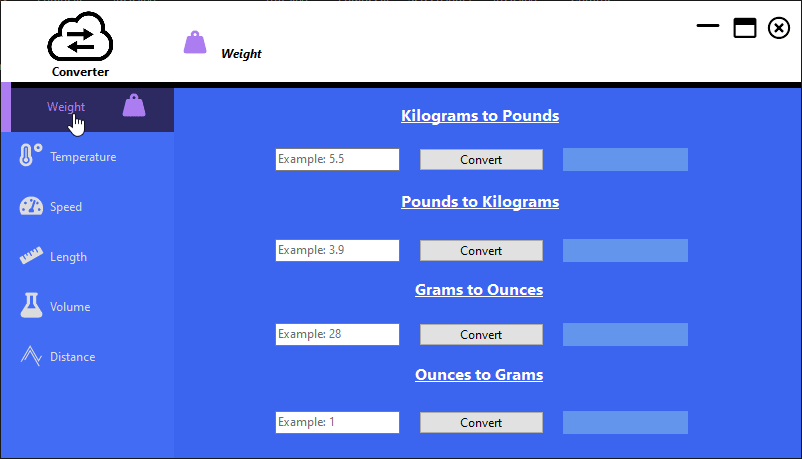 Converter
Weight
Weight
Temperature
Speed
Length
Volume
Distance
Kilograms to Pounds
Example: 5.5
Convert
Pounds to Kilograms
Example: 3.9
Convert
Grams to Ounces
Example: 28
Convert
Ounces to Grams
Example: 1
Convert